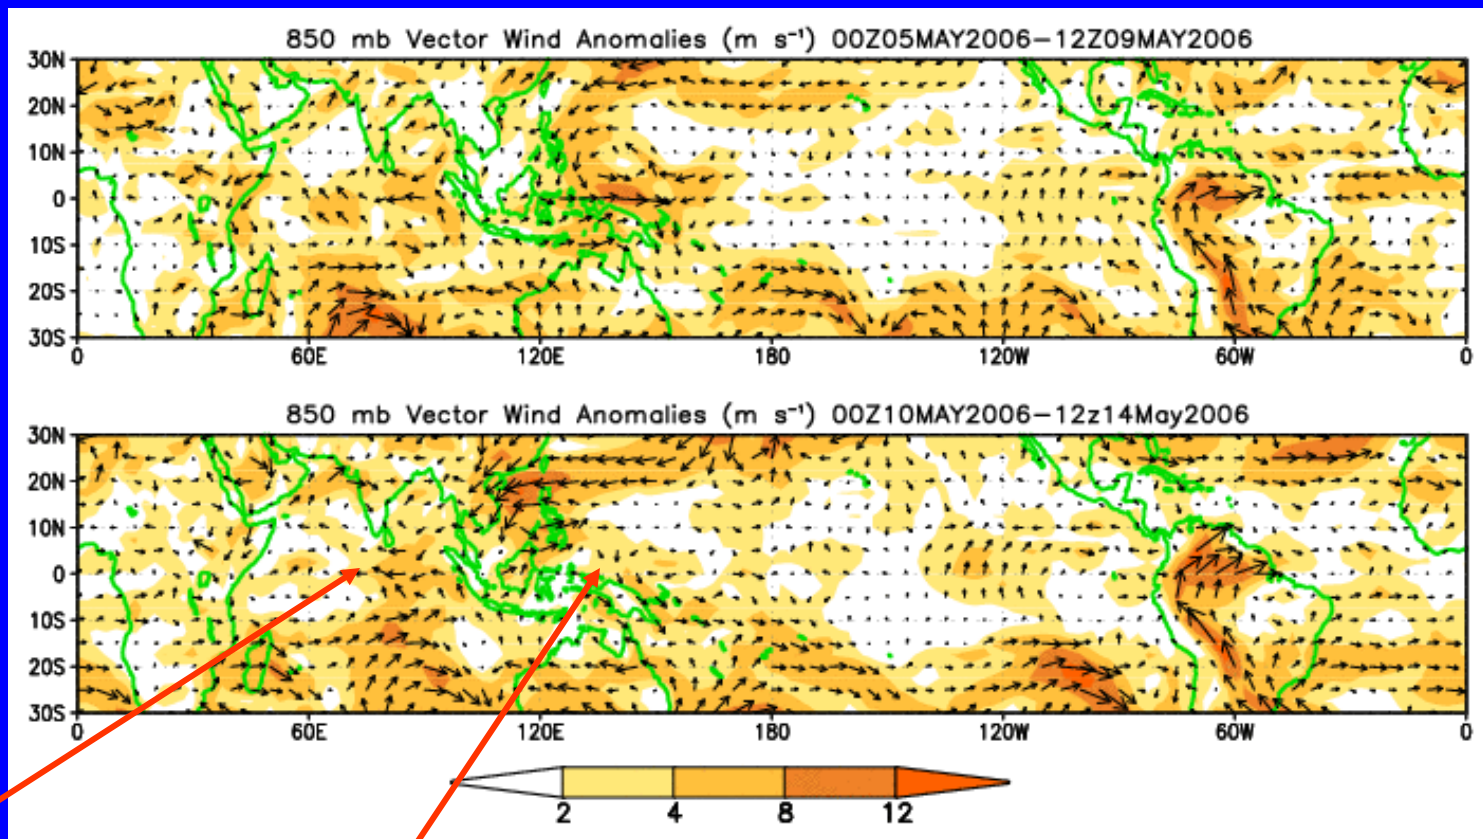 850 mb Vector Wind Anomalies (m s⁻¹) 00Z05MAY2006–12Z09MAY2006
30N
20N
10N
0
10S
20S
30S
0 60E 120E 180 120W 60W 0
850 mb Vector Wind Anomalies (m s⁻¹) 00Z10MAY2006–12z14May2006
30N
20N
10N
0
10S
20S
30S
0 60E 120E 180 120W 60W 0
2 4 8 12